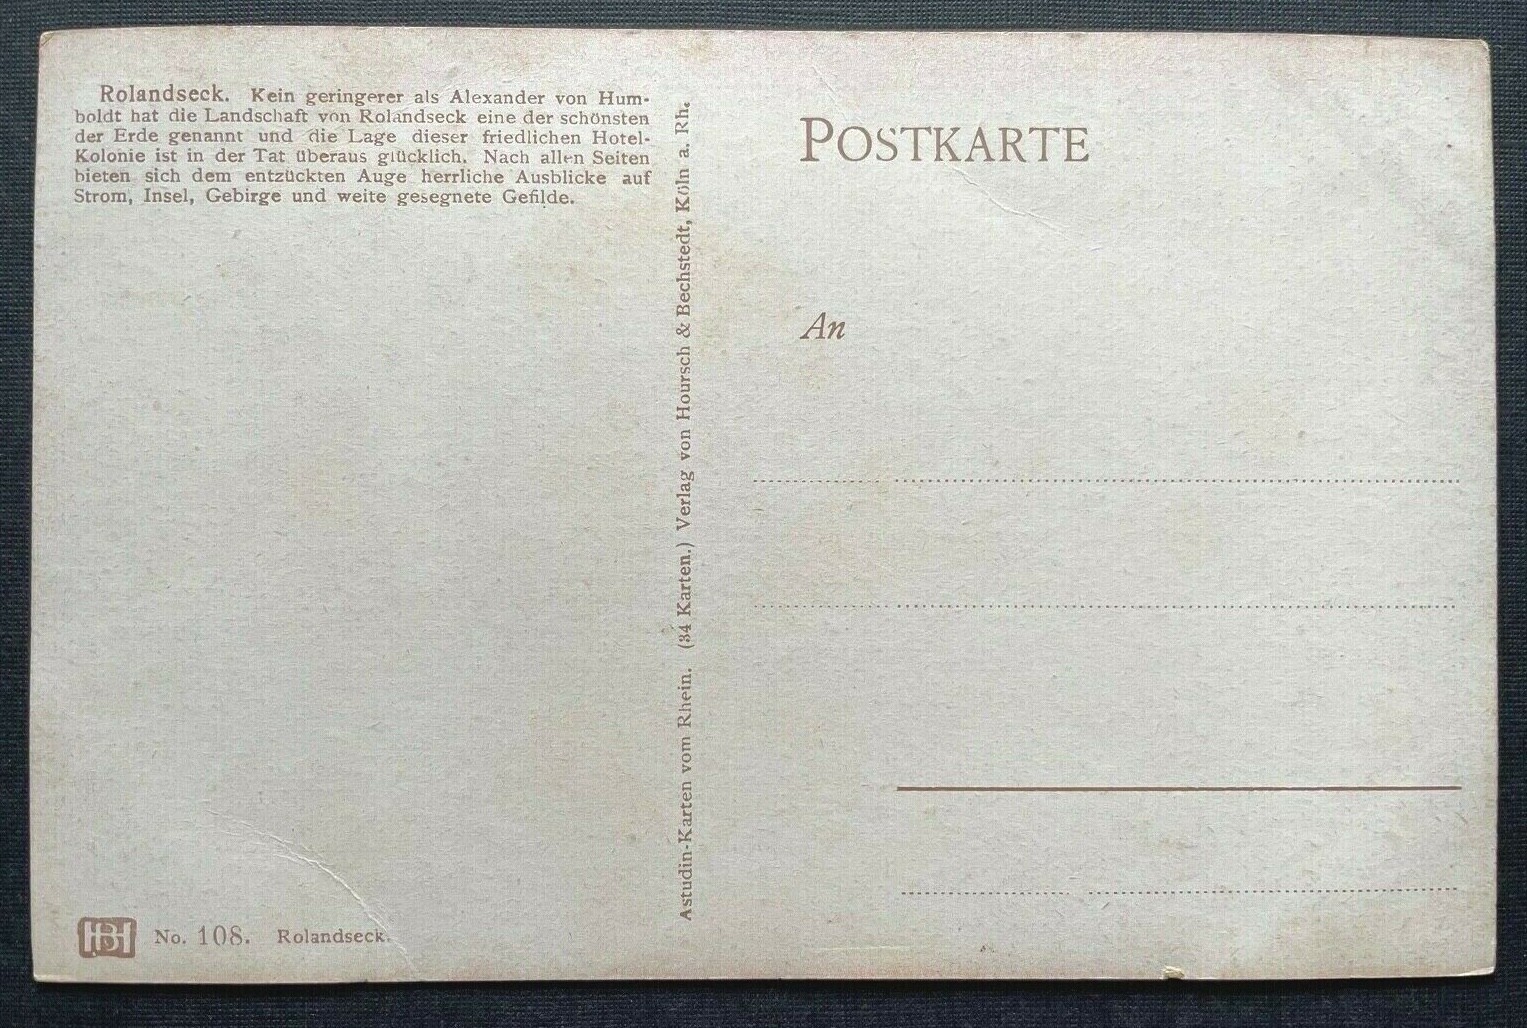 Rolandseck. Kein geringerer als Alexander von Hum-
boldt hat die Landschaft von Rolandseck eine der schönsten
der Erde genannt und die Lage dieser friedlichen Hotel-
Kolonie ist in der Tat überaus glücklich. Nach allen Seiten
bieten sich dem entzückten Auge herrliche Ausblicke auf
Strom, Insel, Gebirge und weite gesegnete Gefilde.
HB No. 108. Rolandseck.
Astudin-Karten vom Rhein. (34 Karten.) Verlag von Hoursch & Bechstedt, Köln a. Rh.
POSTKARTE
An